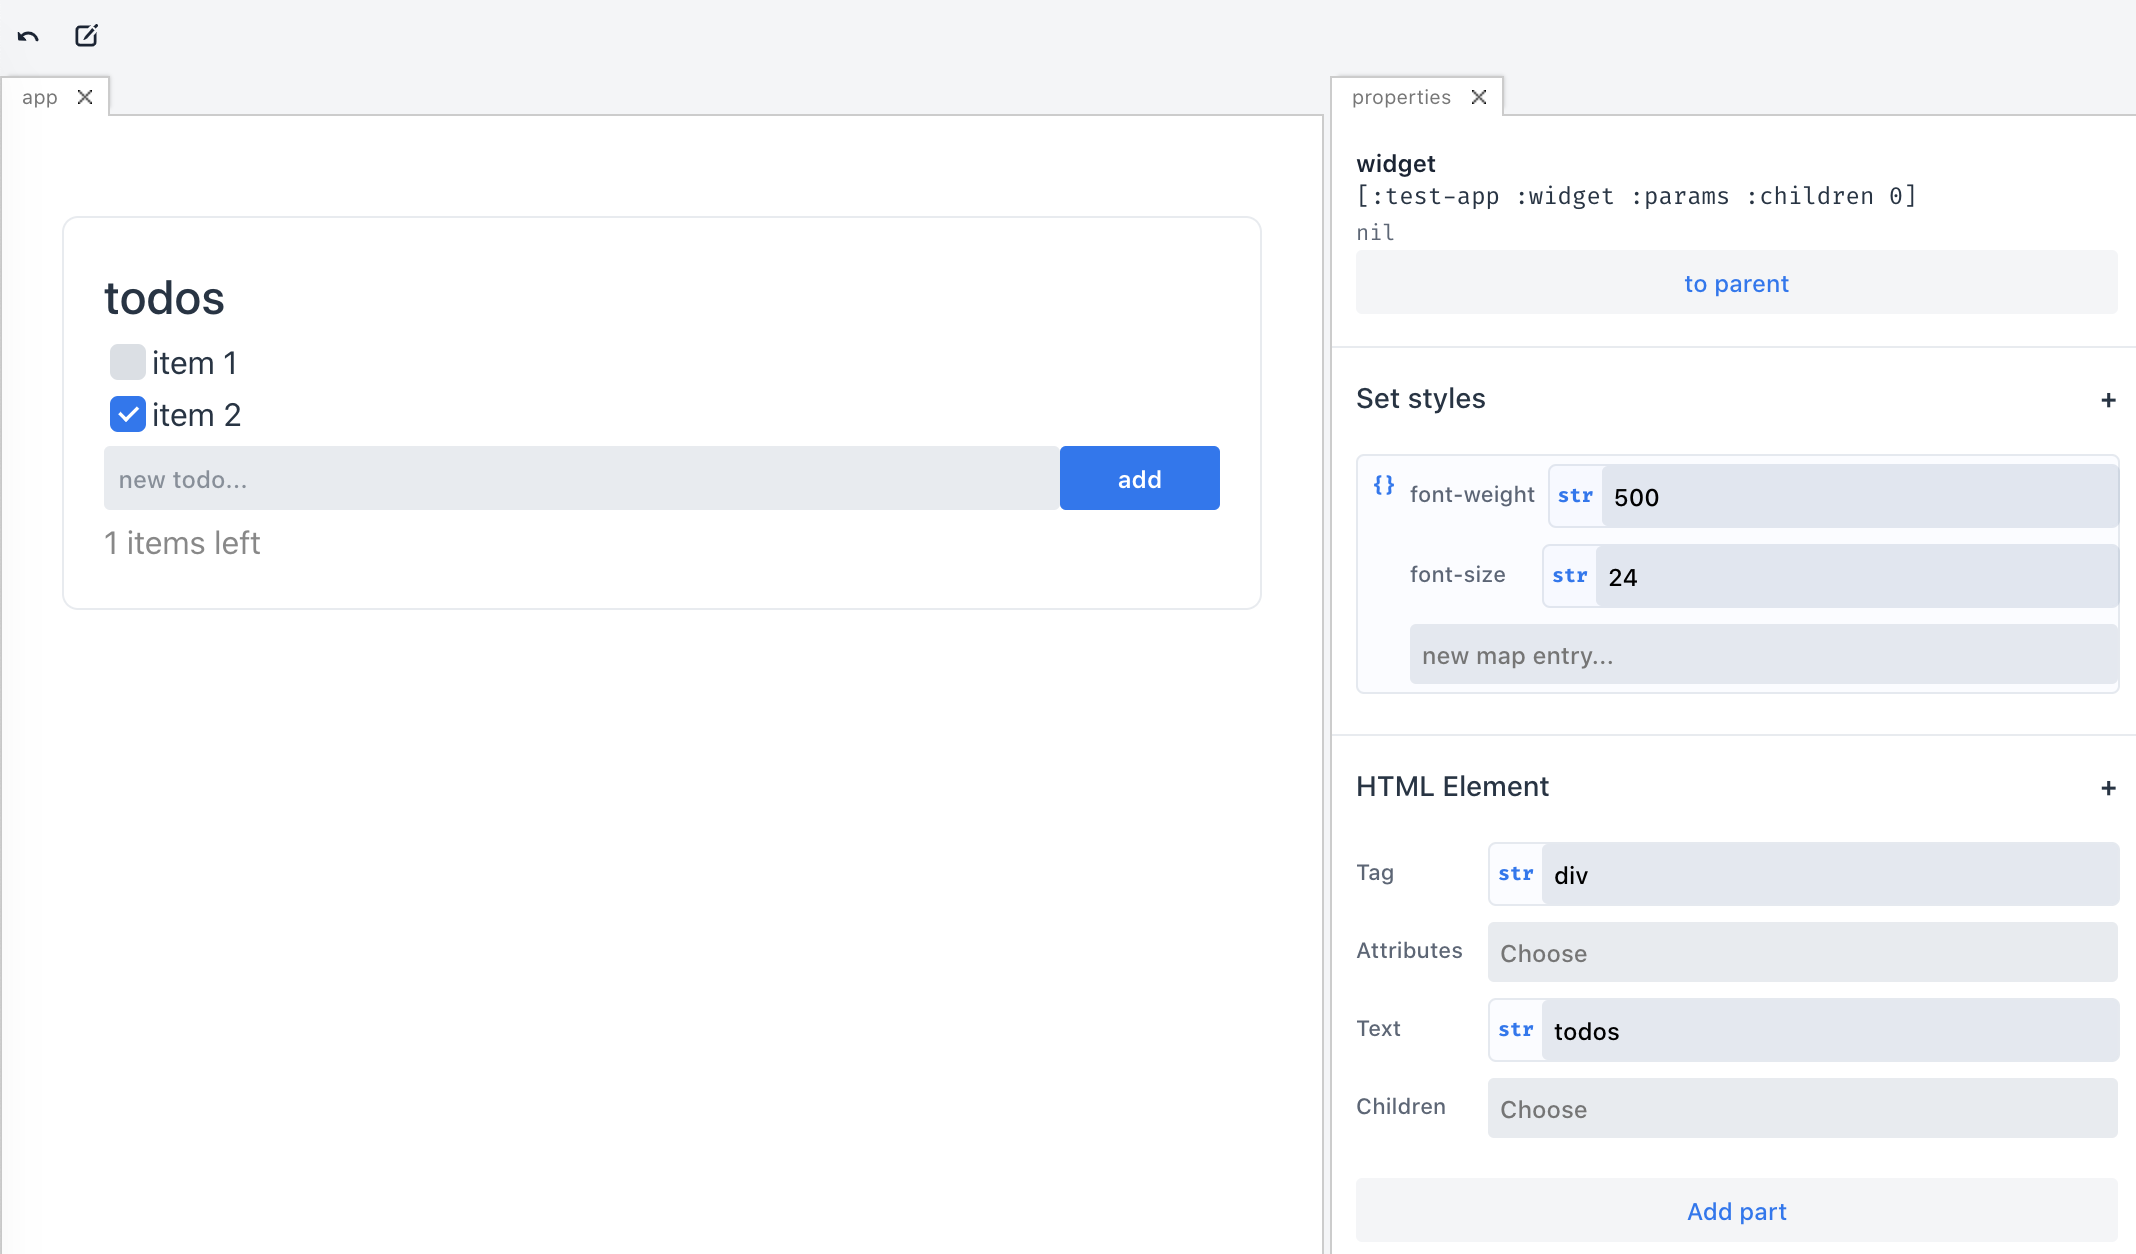 app
todos
item 1
item 2
new todo...
add
1 items left
properties
widget
[:test-app :widget :params :children 0]
nil
to parent
Set styles
+
{} font-weight str 500
font-size str 24
new map entry...
HTML Element
+
Tag str div
Attributes Choose
Text str todos
Children Choose
Add part